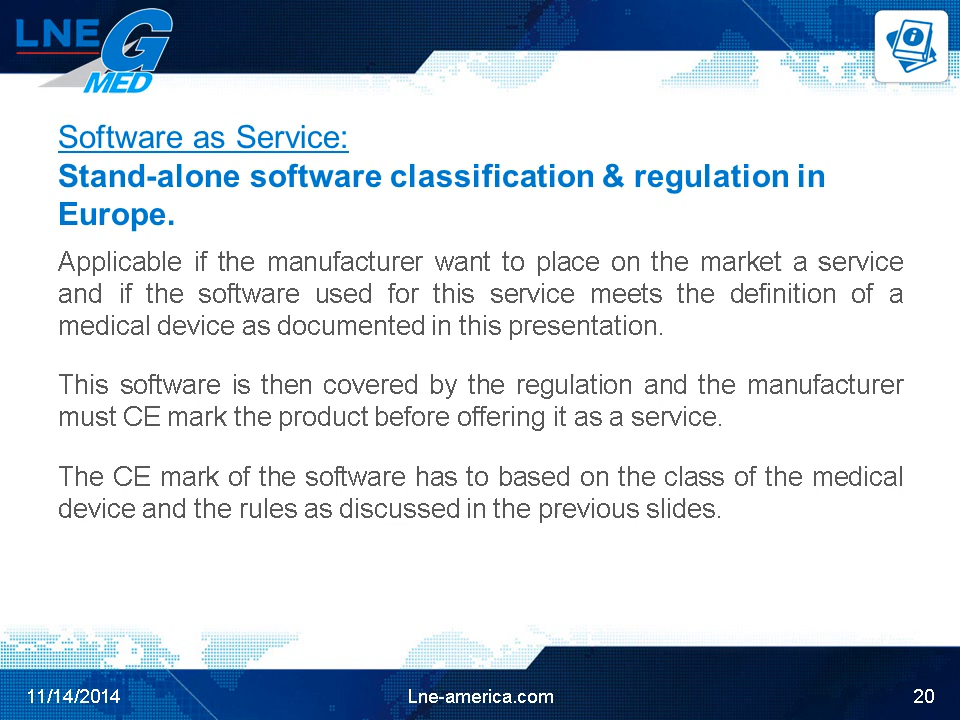 LNE G
MED
Software as Service:
Stand-alone software classification & regulation in
Europe.
Applicable if the manufacturer want to place on the market a service
and if the software used for this service meets the definition of a
medical device as documented in this presentation.
This software is then covered by the regulation and the manufacturer
must CE mark the product before offering it as a service.
The CE mark of the software has to based on the class of the medical
device and the rules as discussed in the previous slides.
11/14/2014
Lne-america.com
20